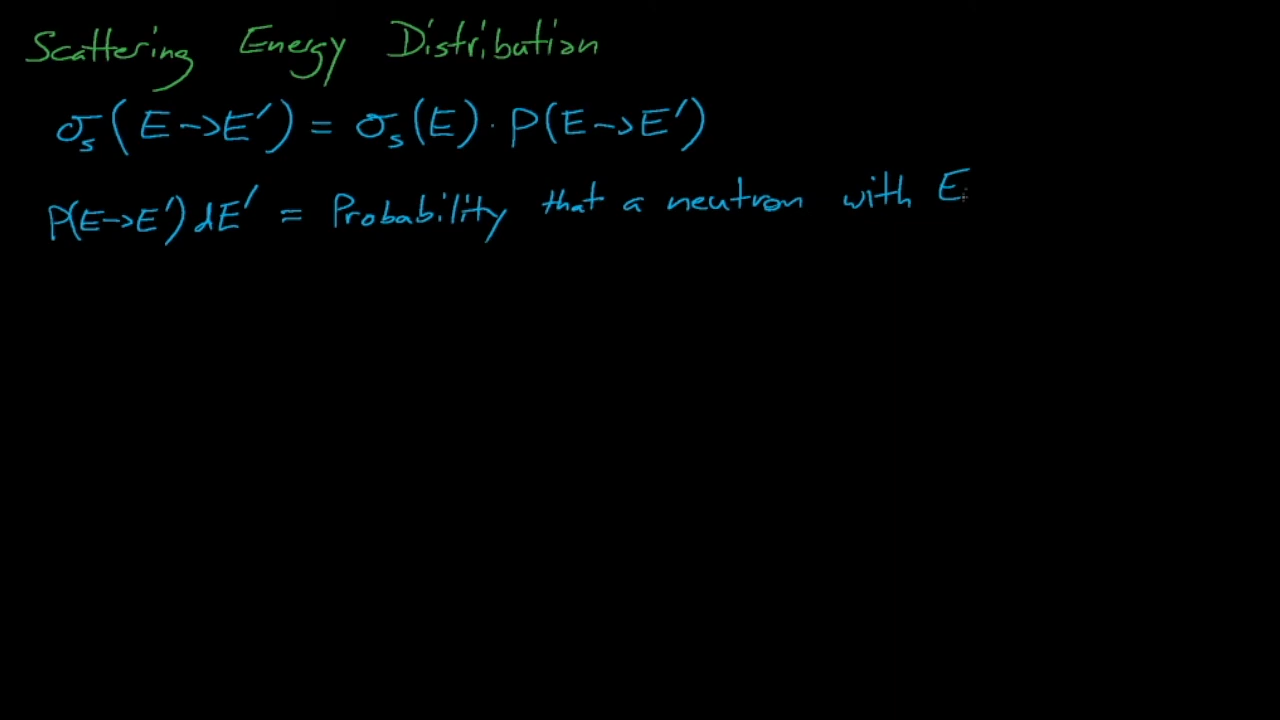 Scattering Energy Distribution
σₛ(E→E′) = σₛ(E)·P(E→E′)
P(E→E′)dE′ = Probability that a neutron with E